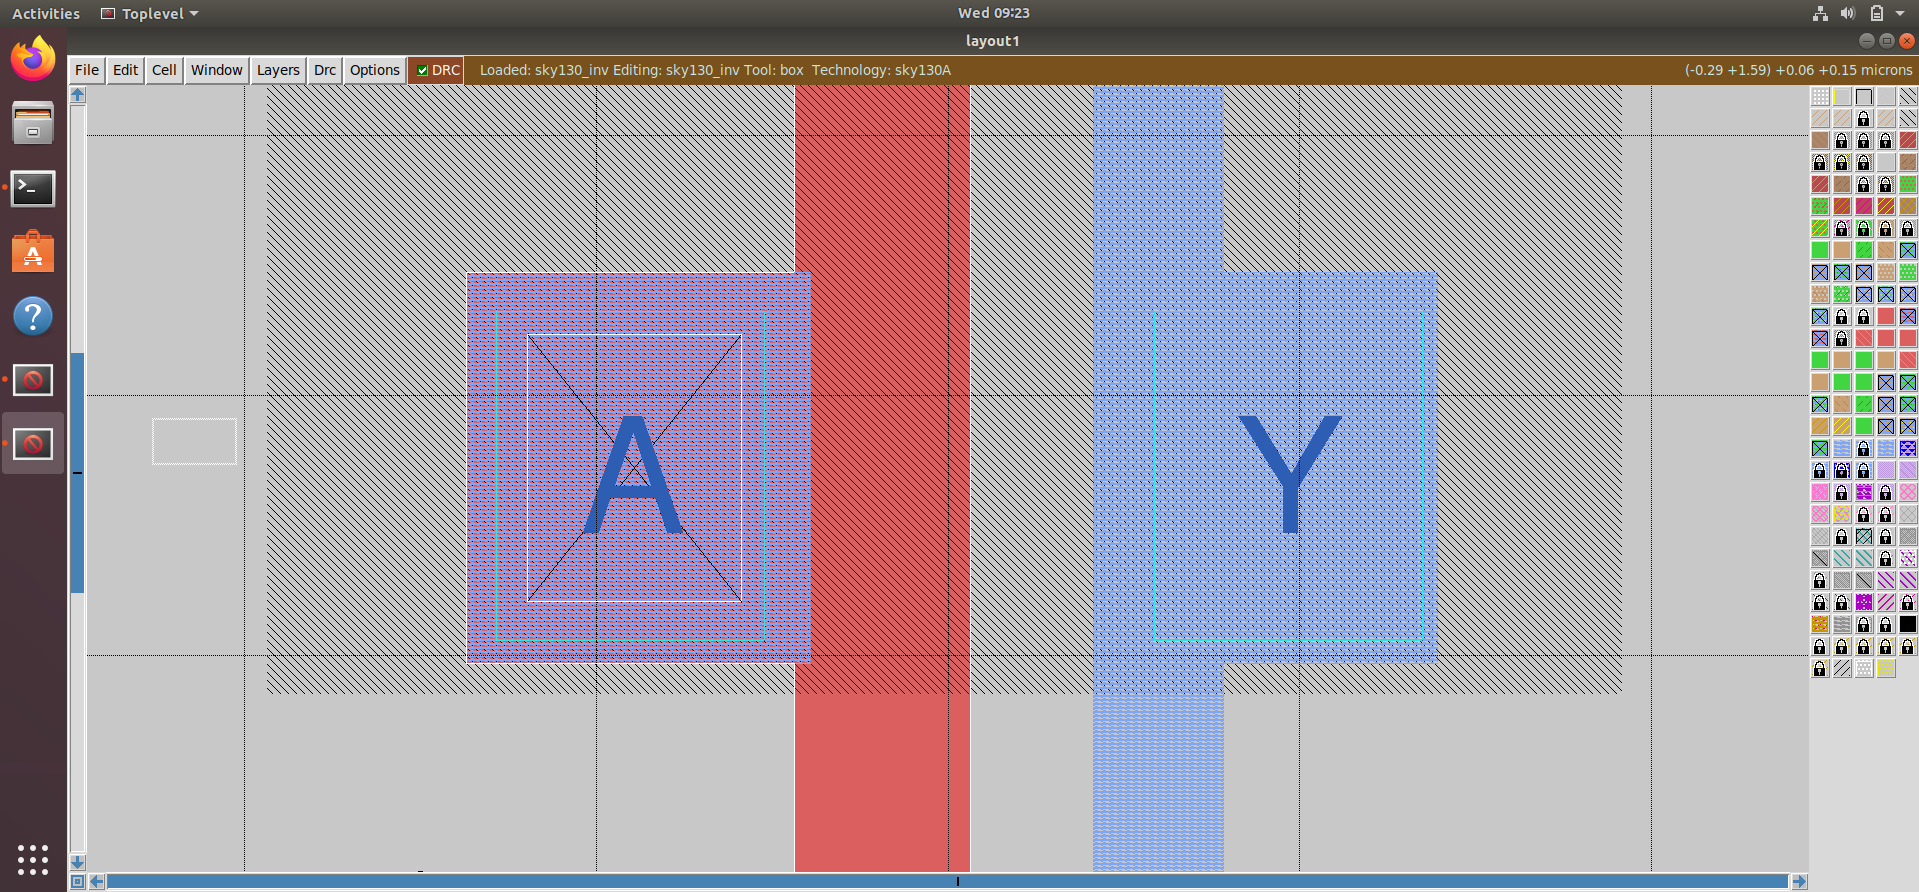 Activities Toplevel Wed 09:23
layout1
File Edit Cell Window Layers Drc Options DRC Loaded: sky130_inv Editing: sky130_inv Tool: box Technology: sky130A (-0.29 +1.59) +0.06 +0.15 microns
A Y